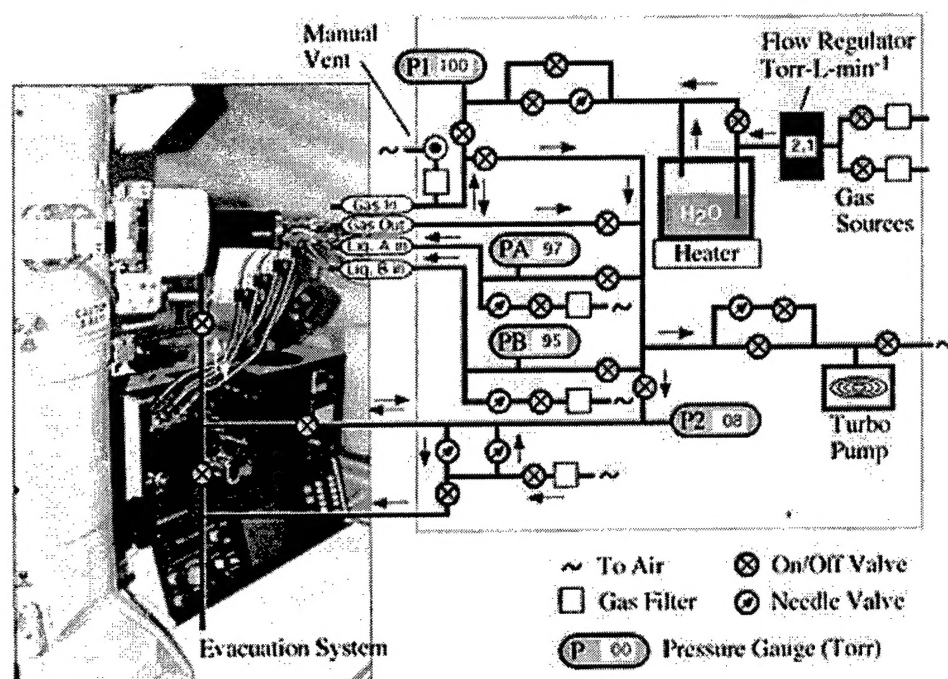 Manual
Vent
P1 100
Flow Regulator
Torr-L-min-1
2.1
Gas
Sources
H2O
Heater
Gas In
Gas Out
Liq. A in
Liq. B in
PA 97
PB 95
P2 08
Turbo
Pump
Evacuation System
~ To Air
On/Off Valve
Gas Filter
Needle Valve
P 00 Pressure Gauge (Torr)